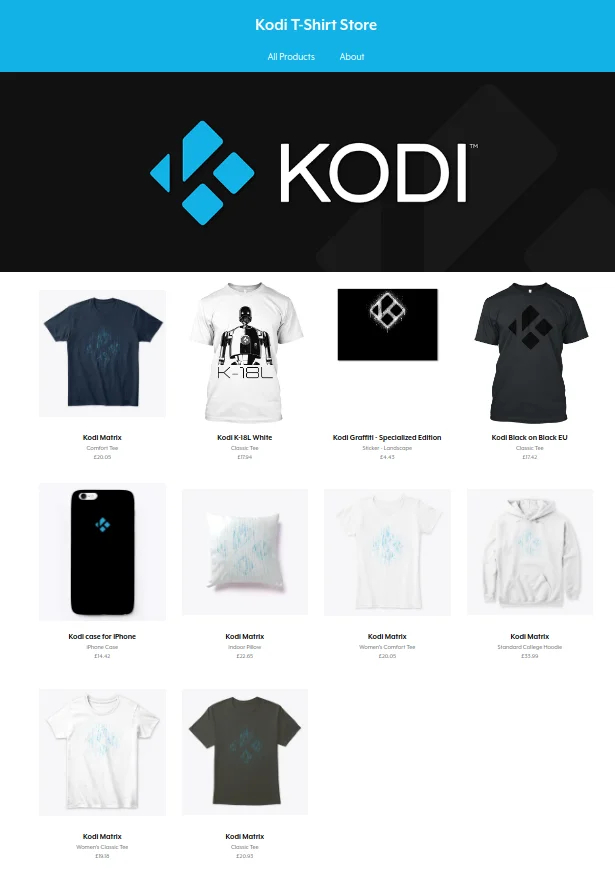 Kodi T-Shirt Store
All Products About
KODI™
K-18L
Kodi Matrix
Comfort Tee
£20.05
Kodi K-18L White
Classic Tee
£17.94
Kodi Graffiti - Specialized Edition
Sticker - Landscape
£4.43
Kodi Black on Black EU
Classic Tee
£17.42
Kodi case for iPhone
iPhone Case
£14.42
Kodi Matrix
Indoor Pillow
£22.65
Kodi Matrix
Women's Comfort Tee
£20.05
Kodi Matrix
Standard College Hoodie
£33.99
Kodi Matrix
Women's Classic Tee
£19.18
Kodi Matrix
Classic Tee
£20.93